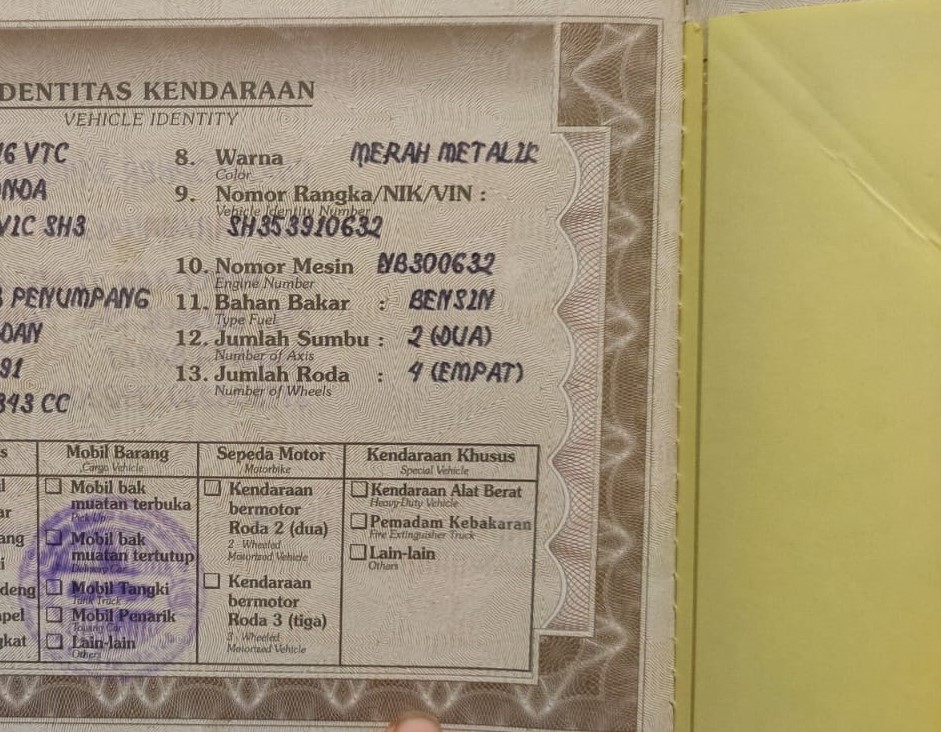 DENTITAS KENDARAAN
VEHICLE IDENTITY
16 VTC
8. Warna MERAH METALIK
Color
NDA
9. Nomor Rangka/NIK/VIN :
Vehicle Identity Number
VIC SH3
SH353910632
10. Nomor Mesin NB300632
Engine Number
PENUMPANG
11. Bahan Bakar : BENSIN
Type Fuel
DAN
12. Jumlah Sumbu : 2 (DUA)
Number of Axis
91
13. Jumlah Roda : 4 (EMPAT)
Number of Wheels
393 CC
s
Mobil Barang
Cargo Vehicle
Sepeda Motor
Motorbike
Kendaraan Khusus
Special Vehicle
l
ar
ang
i
deng
pel
gkat
Mobil bak
muatan terbuka
Pick Up
Mobil bak
muatan tertutup
Delivery Car
Mobil Tangki
Tank Truck
Mobil Penarik
Towing Car
Lain-lain
Others
Kendaraan
bermotor
Roda 2 (dua)
2 Wheeled
Motorized Vehicle
Kendaraan
bermotor
Roda 3 (tiga)
3 Wheeled
Motorized Vehicle
Kendaraan Alat Berat
Heavy-Duty Vehicle
Pemadam Kebakaran
Fire Extinguisher Truck
Lain-lain
Others